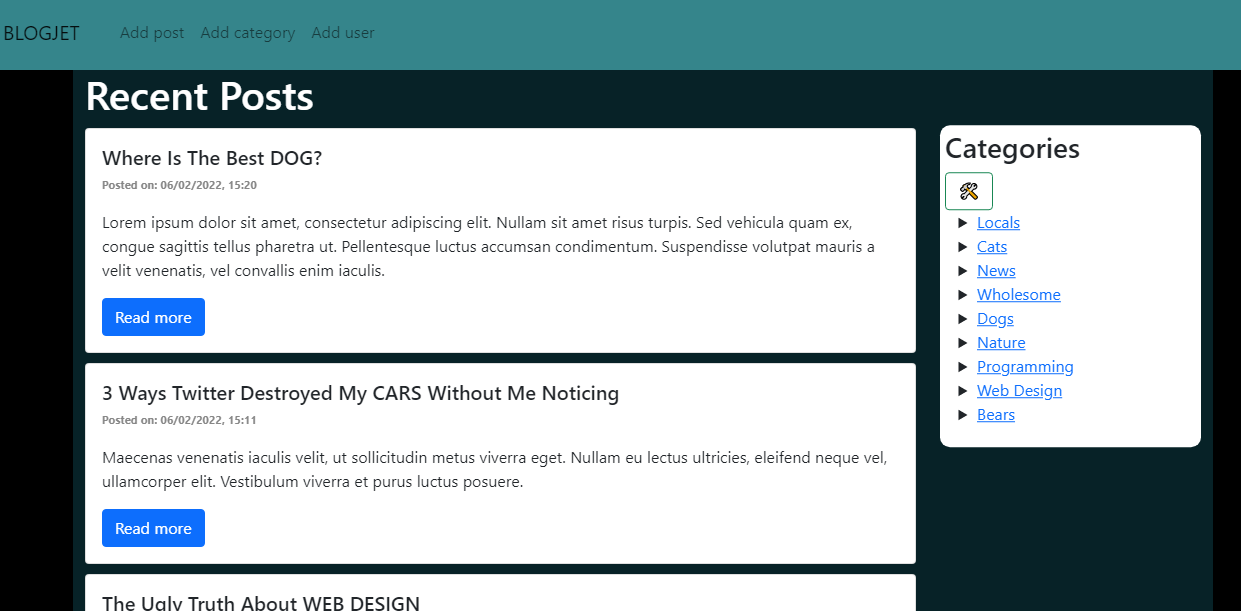 BLOGJET Add post Add category Add user
Recent Posts
Where Is The Best DOG?
Posted on: 06/02/2022, 15:20
Lorem ipsum dolor sit amet, consectetur adipiscing elit. Nullam sit amet risus turpis. Sed vehicula quam ex,
congue sagittis tellus pharetra ut. Pellentesque luctus accumsan condimentum. Suspendisse volutpat mauris a
velit venenatis, vel convallis enim iaculis.
Read more
3 Ways Twitter Destroyed My CARS Without Me Noticing
Posted on: 06/02/2022, 15:11
Maecenas venenatis iaculis velit, ut sollicitudin metus viverra eget. Nullam eu lectus ultricies, eleifend neque vel,
ullamcorper elit. Vestibulum viverra et purus luctus posuere.
Read more
The Ugly Truth About WEB DESIGN
Categories
Locals
Cats
News
Wholesome
Dogs
Nature
Programming
Web Design
Bears